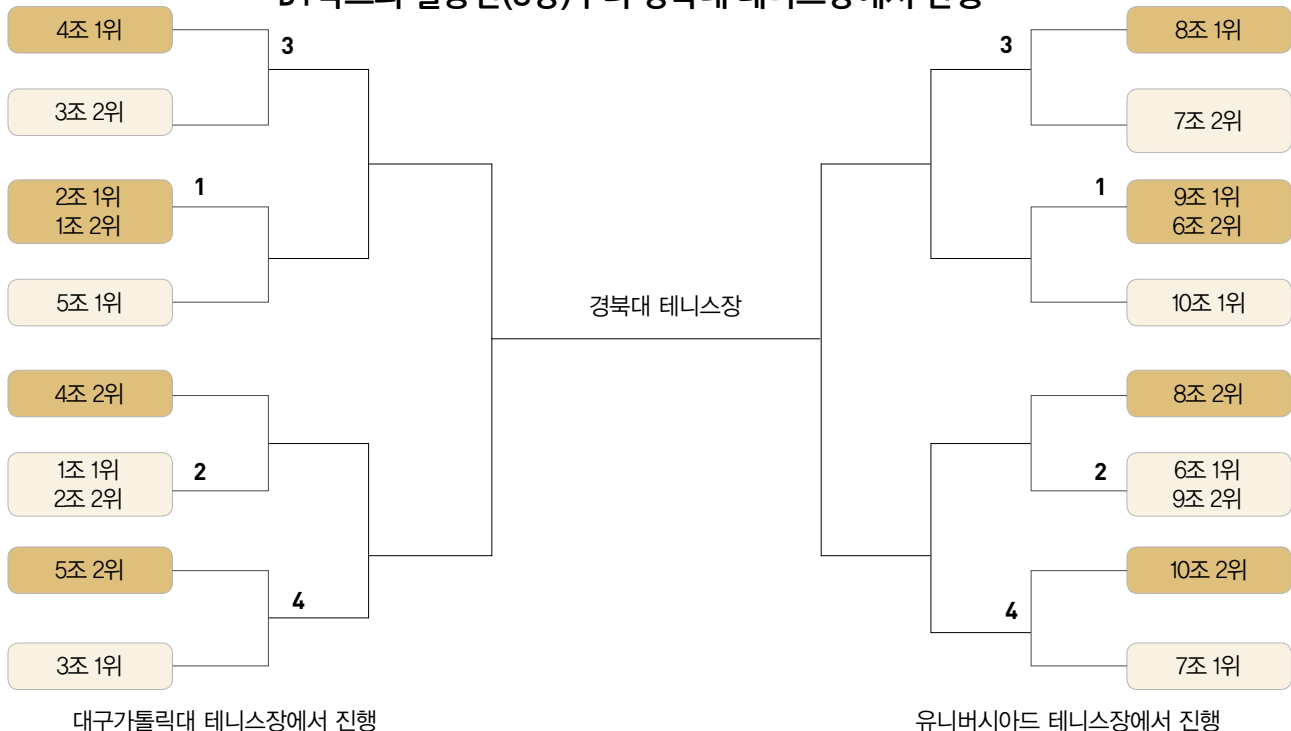 4조 1위
3
3조 2위
2조 1위
1조 2위
1
5조 1위
4조 2위
1조 1위
2조 2위
2
5조 2위
4
3조 1위
대구가톨릭대 테니스장에서 진행
경북대 테니스장
8조 1위
3
7조 2위
9조 1위
6조 2위
1
10조 1위
8조 2위
6조 1위
9조 2위
2
10조 2위
4
7조 1위
유니버시아드 테니스장에서 진행